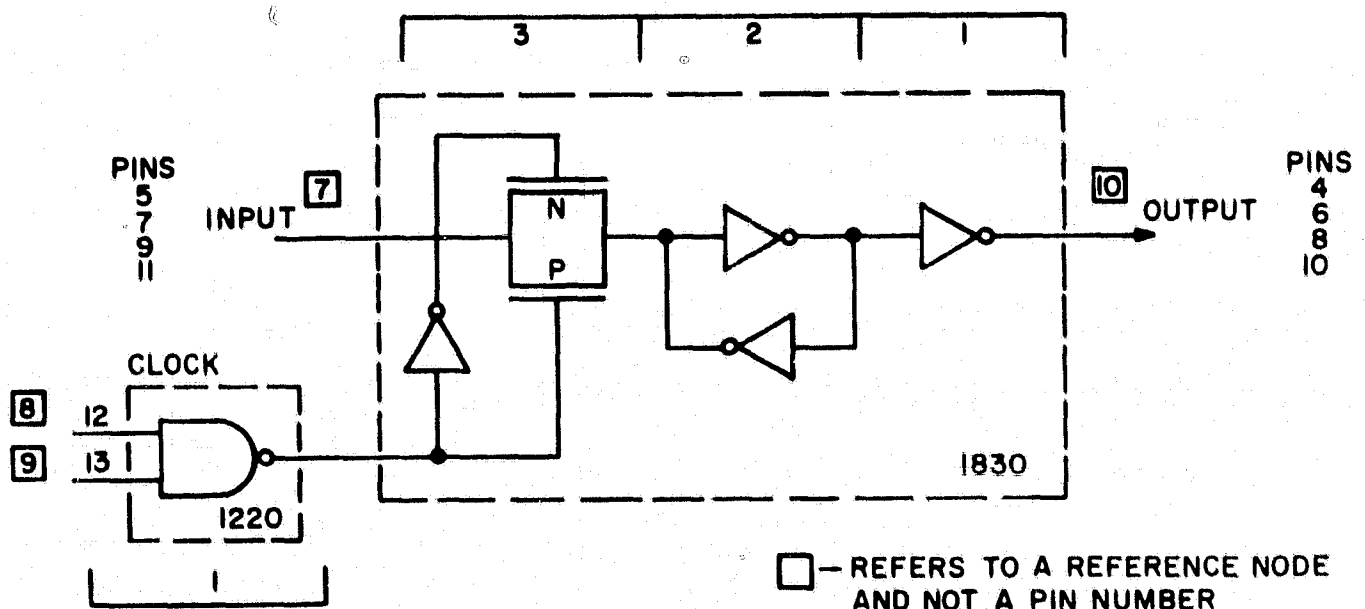 3 2 1
PINS
5
7
9
11
7
INPUT
N
P
10
OUTPUT
PINS
4
6
8
10
CLOCK
8
12
9
13
1220
1830
1
□ – REFERS TO A REFERENCE NODE
AND NOT A PIN NUMBER